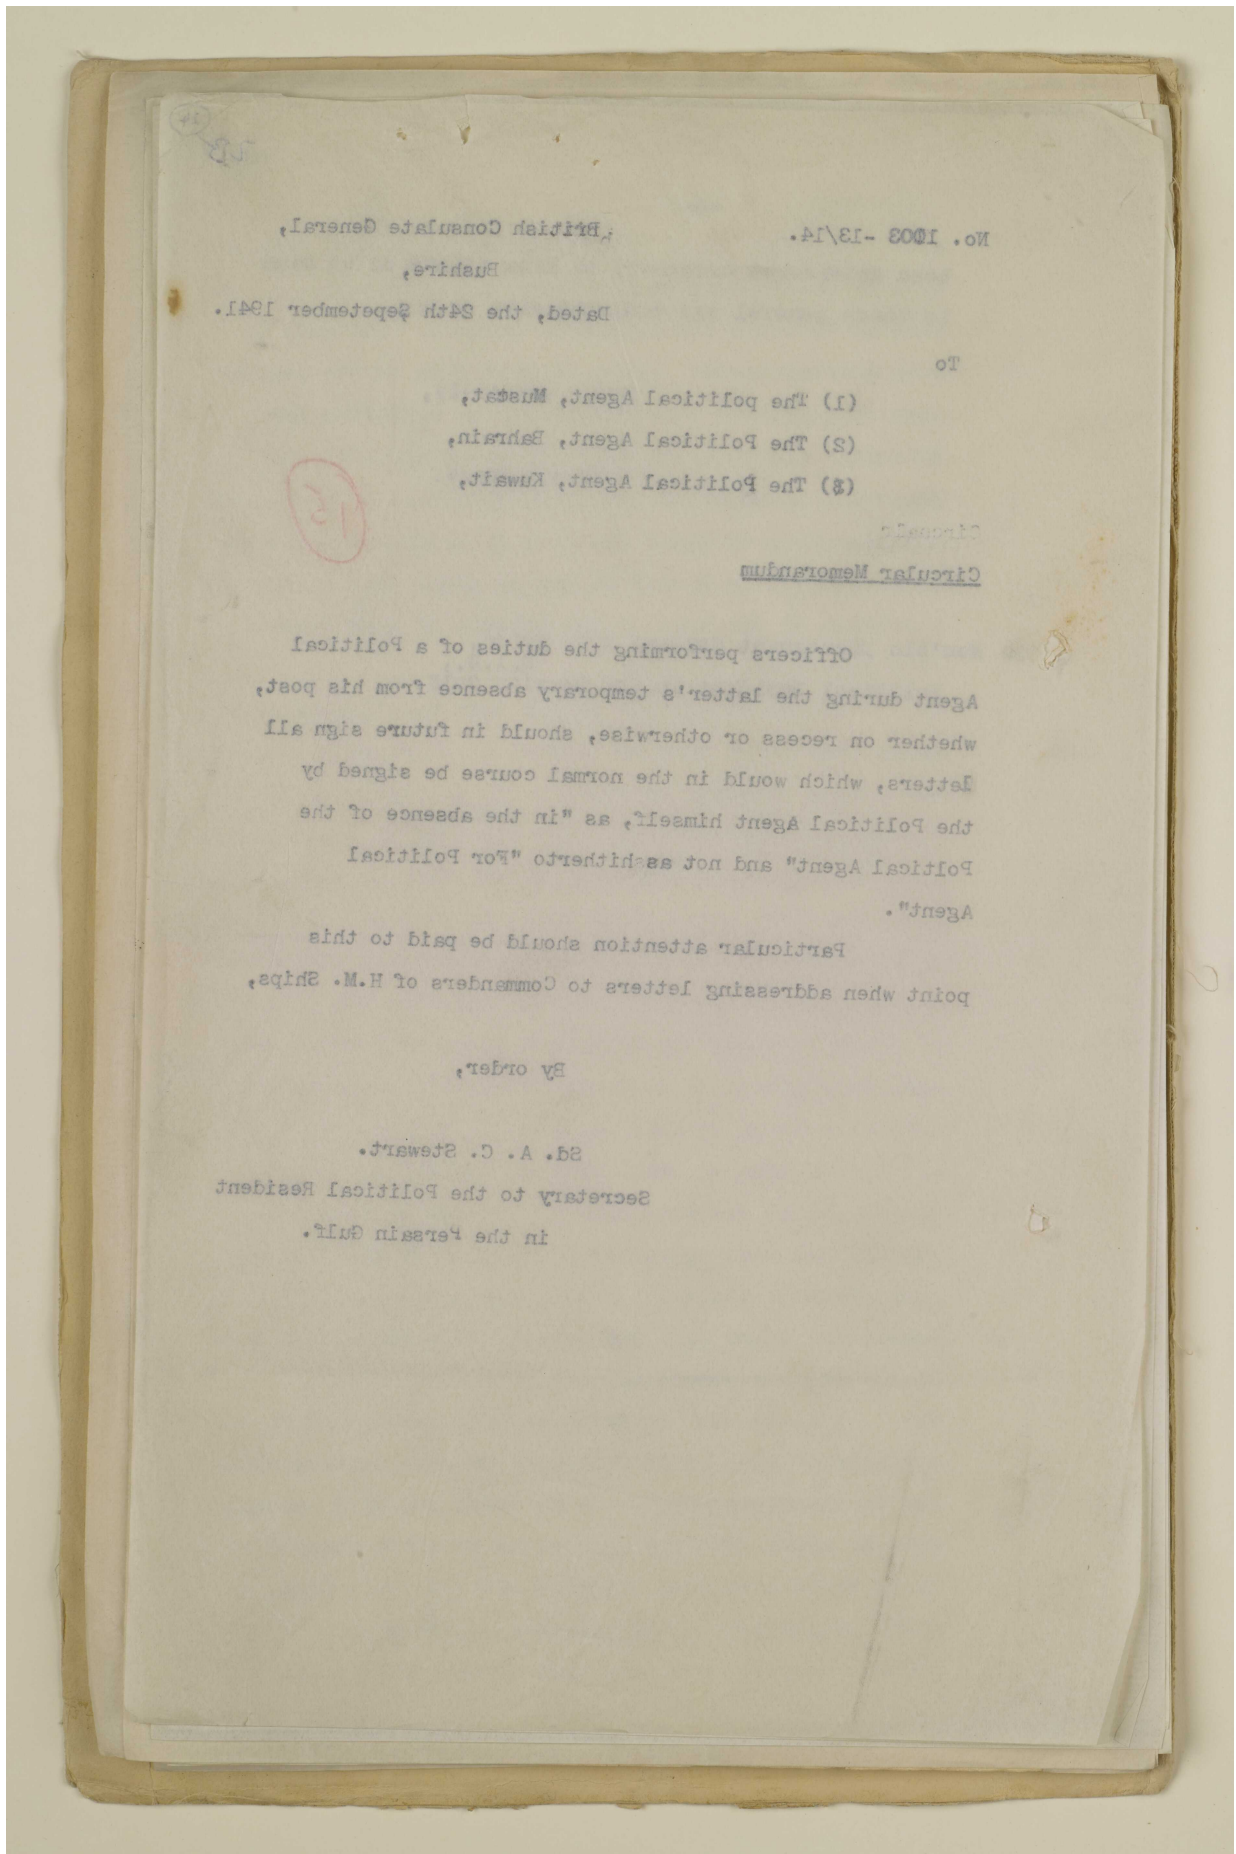 No. 1003 -13/14.
British Consulate General,
Bushire,
Dated, the 24th Sepetember 1941.
To
(1) The political Agent, Muscat,
(2) The Political Agent, Bahrain,
(3) The Political Agent, Kuwait,
15
Circular Memorandum
Officers performing the duties of a Political
Agent during the latter's temporary absence from his post,
whether on recess or otherwise, should in future sign all
letters, which would in the normal course be signed by
the Political Agent himself, as "in the absence of the
Political Agent" and not as hitherto "For Political
Agent".
Particular attention should be paid to this
point when addressing letters to Commanders of H.M. Ships,
By order,
Sd. A. C. Stewart.
Secretary to the Political Resident
in the Persain Gulf.